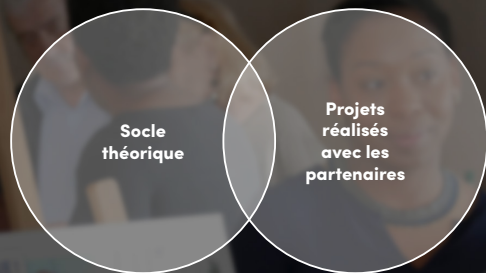 Socle
théorique
Projets
réalisés
avec les
partenaires